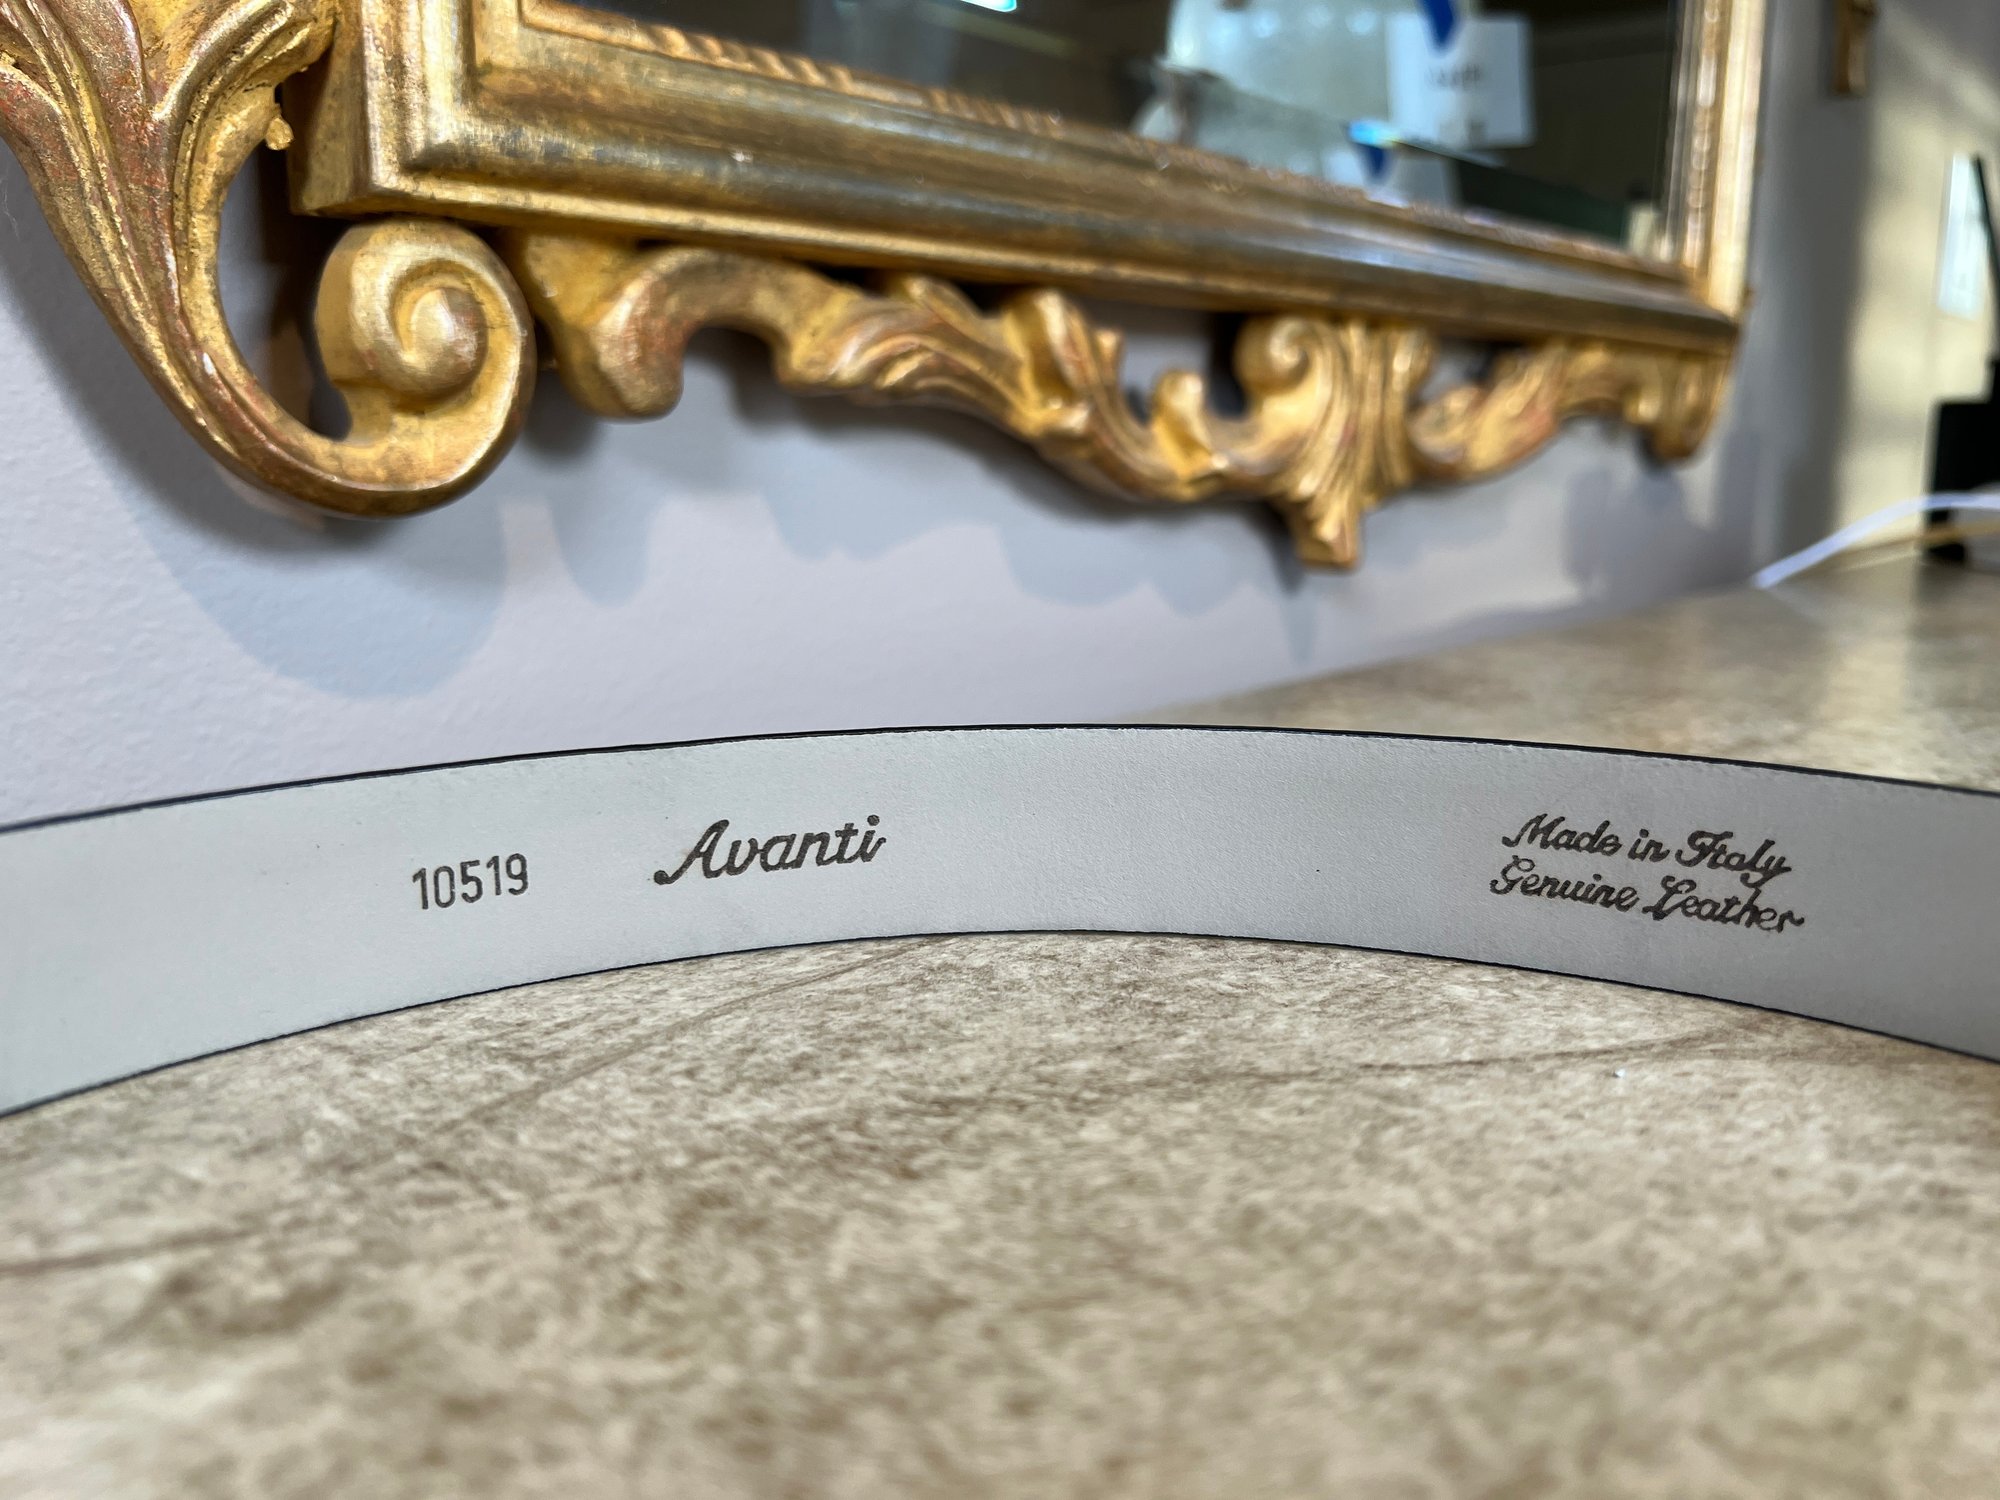 10519 Avanti
Made in Italy
Genuine Leather